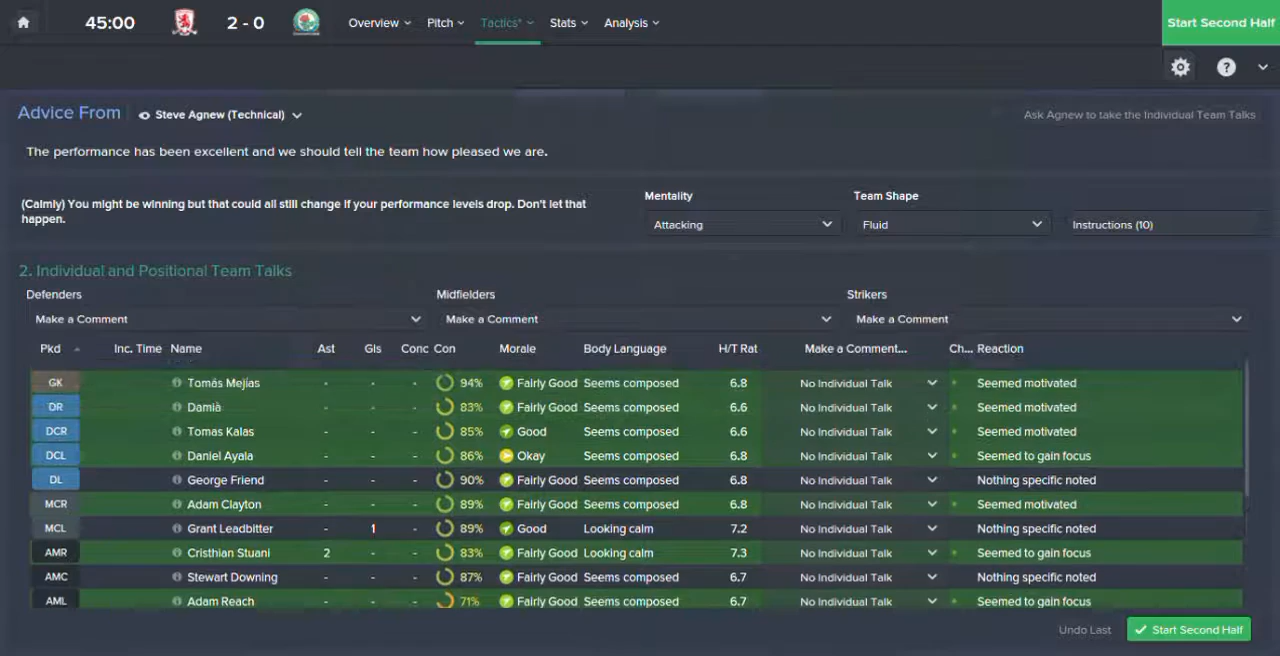 45:00 2 - 0 Overview Pitch Tactics* Stats Analysis Start Second Half
Advice From Steve Agnew (Technical) Ask Agnew to take the Individual Team Talks
The performance has been excellent and we should tell the team how pleased we are.
(Calmly) You might be winning but that could all still change if your performance levels drop. Don't let that
happen.
Mentality Team Shape
Attacking Fluid Instructions (10)
2. Individual and Positional Team Talks
Defenders Midfielders Strikers
Make a Comment Make a Comment Make a Comment
Pkd Inc. Time Name Ast Gls Conc Con Morale Body Language H/T Rat Make a Comment... Ch... Reaction
GK Tomás Mejías - - - 94% Fairly Good Seems composed 6.8 No Individual Talk Seemed motivated
DR Damià - - - 83% Fairly Good Seems composed 6.6 No Individual Talk Seemed motivated
DCR Tomas Kalas - - - 85% Good Seems composed 6.6 No Individual Talk Seemed motivated
DCL Daniel Ayala - - - 86% Okay Seems composed 6.8 No Individual Talk Seemed to gain focus
DL George Friend - - - 90% Fairly Good Seems composed 6.8 No Individual Talk Nothing specific noted
MCR Adam Clayton - - - 89% Fairly Good Seems composed 6.8 No Individual Talk Seemed motivated
MCL Grant Leadbitter - 1 - 89% Good Looking calm 7.2 No Individual Talk Nothing specific noted
AMR Cristhian Stuani 2 - - 83% Fairly Good Looking calm 7.3 No Individual Talk Seemed to gain focus
AMC Stewart Downing - - - 87% Fairly Good Seems composed 6.7 No Individual Talk Nothing specific noted
AML Adam Reach - - - 71% Fairly Good Seems composed 6.7 No Individual Talk Seemed to gain focus
Undo Last Start Second Half